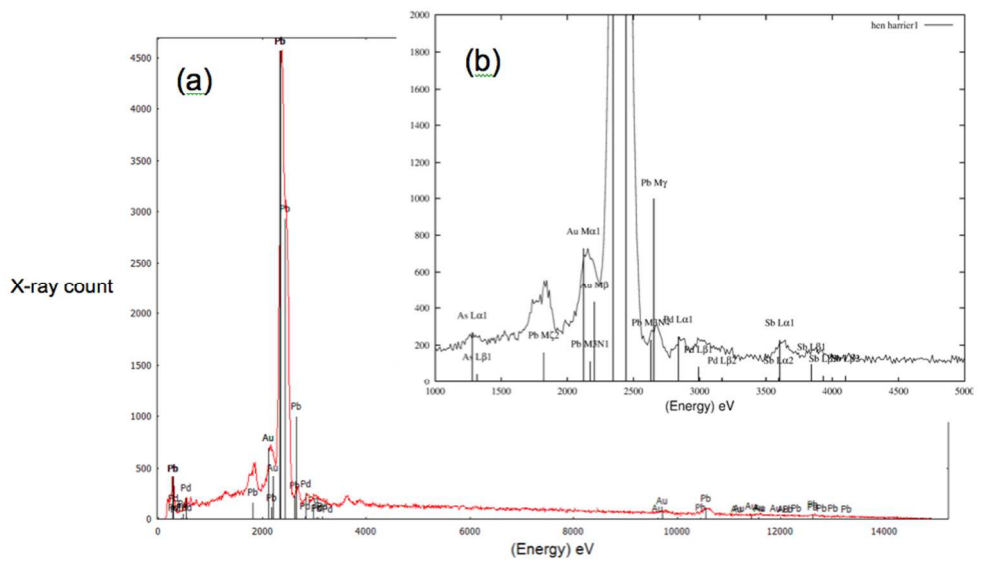 (a)
Pb
4500
4000
3500
3000
2500
2000
1500
1000
500
0
Pb
Pb
Au
Au
Pb
Pb
Pb
Pd
Pd
Pd
Au
Au
Pb
Pb
0
2000
4000
6000
8000
10000
12000
14000
(Energy) eV
X-ray count
(b)
hen harrier1
2000
1800
1600
1400
1200
1000
800
600
400
200
0
Pb Mγ
Au Mα1
Au Mβ
As Lα1
As Lβ1
Pb Mζ2
Pb M3N1
Pd Lα1
Pd Lβ1
Pd Lβ2
Sb Lα1
Sb Lα2
Sb Lβ1
1000
1500
2000
2500
3000
3500
4000
4500
5000
(Energy) eV